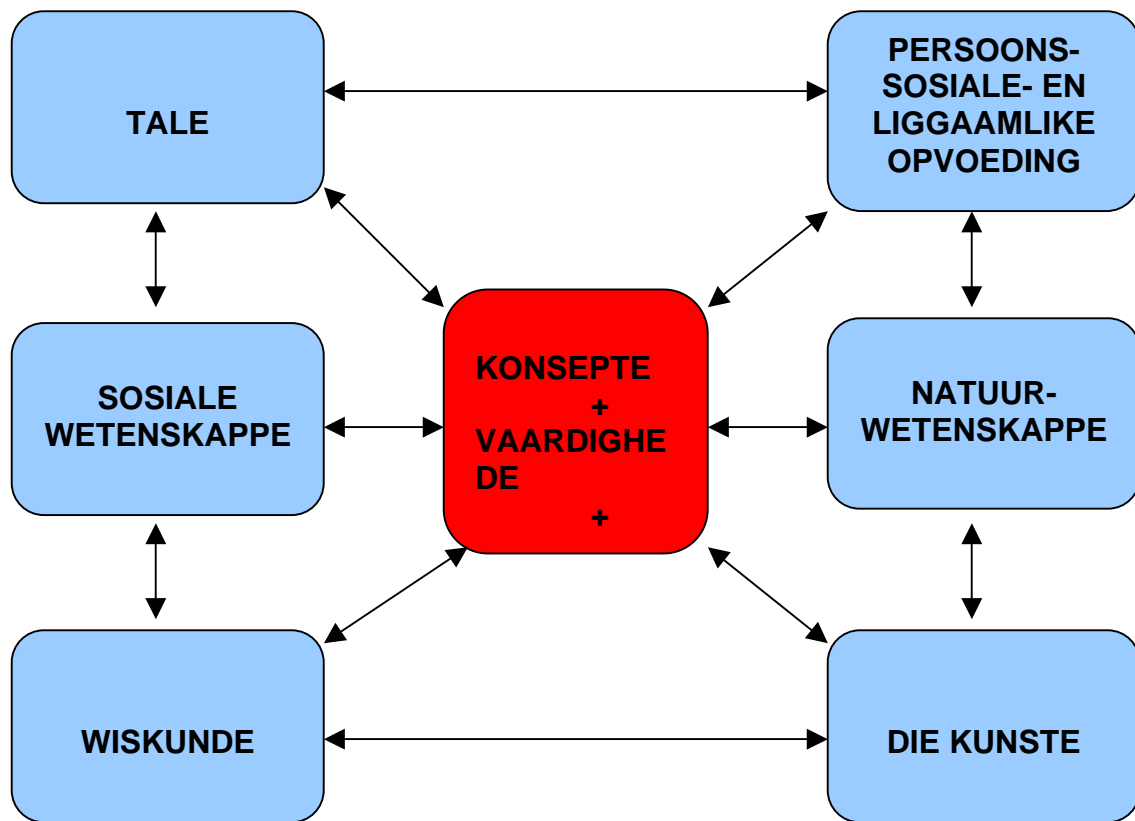 TALE
PERSOONS-
SOSIALE- EN
LIGGAAMLIKE
OPVOEDING
SOSIALE
WETENSKAPPE
KONSEPTE
+
VAARDIGHE
DE
+
NATUUR-
WETENSKAPPE
WISKUNDE
DIE KUNSTE